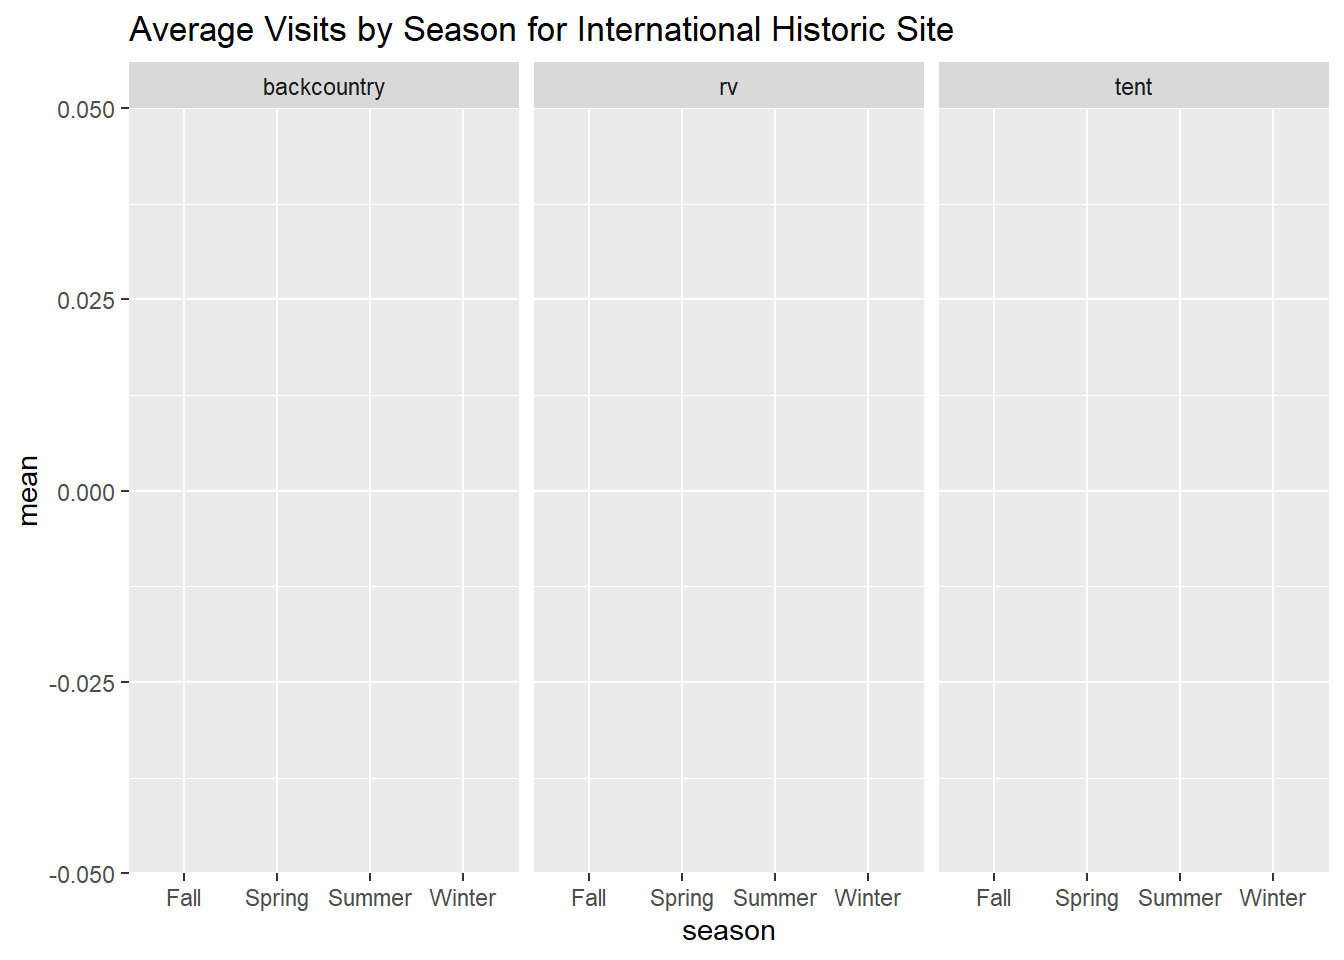 Average Visits by Season for International Historic Site
backcountry rv tent
0.050
0.025
0.000
-0.025
-0.050
mean
Fall Spring Summer Winter Fall Spring Summer Winter Fall Spring Summer Winter
season